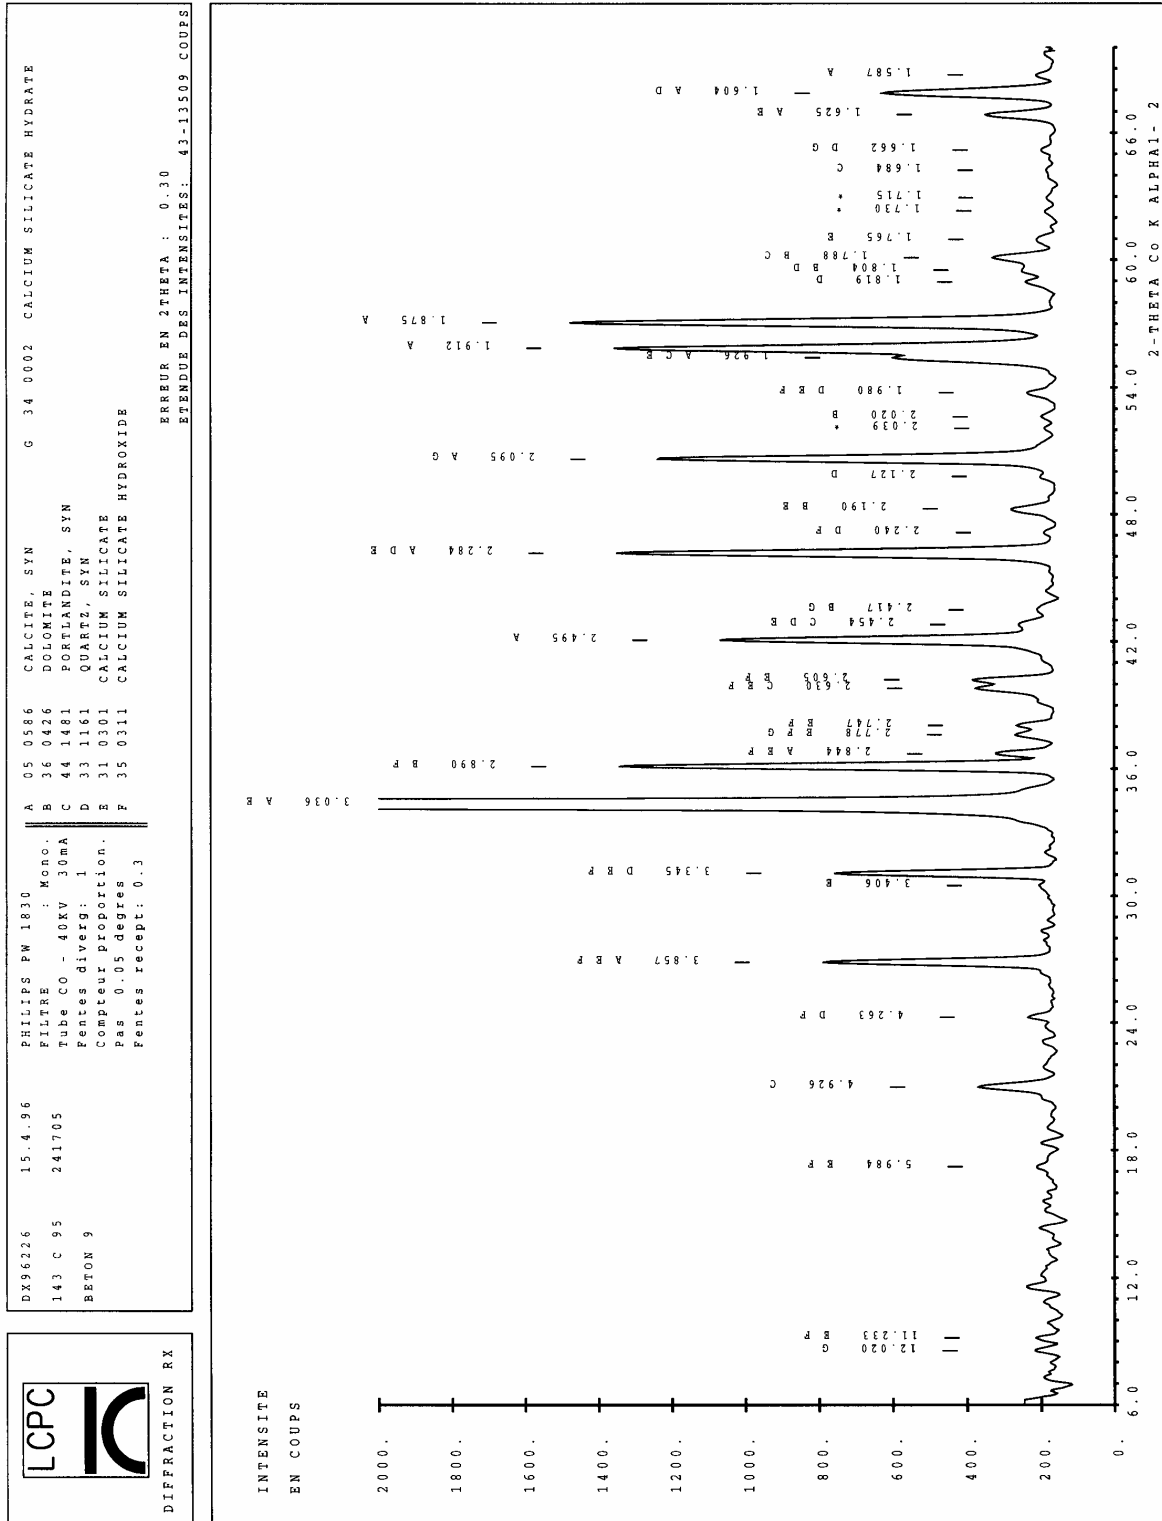 LCPC
DIFFRACTION RX
DX96226 15.4.96 PHILIPS PW 1830
FILTRE : Mono.
143 C 95 241705 Tube CO - 40KV 30mA
Fentes diverg: 1
BETON 9 Compteur proportion.
Pas 0.05 degres
Fentes recept: 0.3
A 05 0586 CALCITE, SYN G 34 0002 CALCIUM SILICATE HYDRATE
B 36 0426 DOLOMITE
C 44 1481 PORTLANDITE, SYN
D 33 1161 QUARTZ, SYN
E 31 0301 CALCIUM SILICATE
F 35 0311 CALCIUM SILICATE HYDROXIDE
ERREUR EN 2THETA : 0.30
ETENDUE DES INTENSITES: 43-13509 COUPS
INTENSITE
EN COUPS
2000.
1800.
1600.
1400.
1200.
1000.
800.
600.
400.
200.
0.
12.020 G
11.233 E F
5.984 E F
4.926 C
4.263 D F
3.857 A E F
3.406 E
3.345 D E F
3.036 A E
2.890 B F
2.844 A E F
2.778 E F G
2.747 E F
2.630 C E F
2.605 E F
2.495 A
2.454 C D E
2.417 B G
2.284 A D E
2.240 D F
2.190 B E
2.127 D
2.095 A G
2.039 *
2.020 B
1.980 D E F
1.926 A C E
1.912 A
1.875 A
1.819 D
1.804 B D
1.788 B C
1.765 E
1.730 *
1.715 *
1.684 C
1.662 D G
1.625 A E
1.604 A D
1.587 A
6.0 12.0 18.0 24.0 30.0 36.0 42.0 48.0 54.0 60.0 66.0
2-THETA Co K ALPHA1- 2